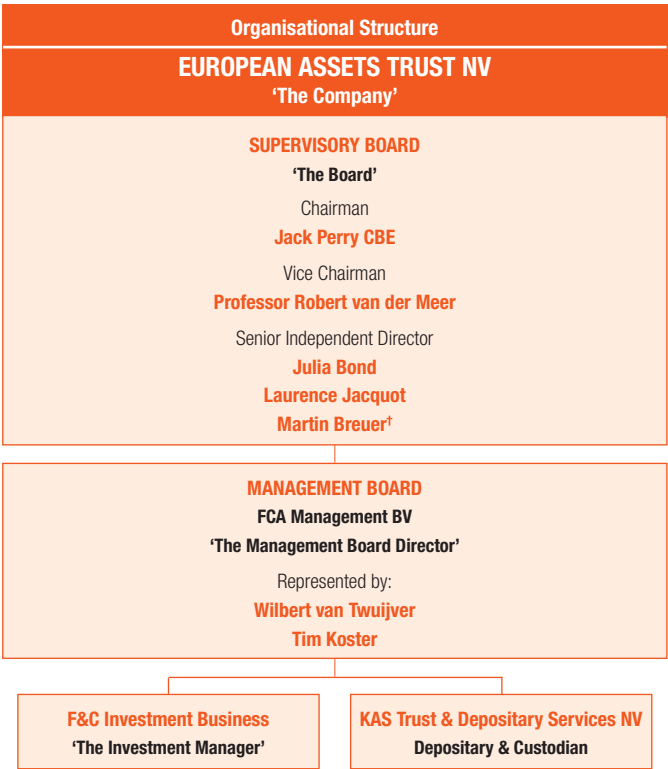 Organisational Structure
EUROPEAN ASSETS TRUST NV
‘The Company’
SUPERVISORY BOARD
‘The Board’
Chairman
Jack Perry CBE
Vice Chairman
Professor Robert van der Meer
Senior Independent Director
Julia Bond
Laurence Jacquot
Martin Breuer†
MANAGEMENT BOARD
FCA Management BV
‘The Management Board Director’
Represented by:
Wilbert van Twuijver
Tim Koster
F&C Investment Business
‘The Investment Manager’
KAS Trust & Depositary Services NV
Depositary & Custodian